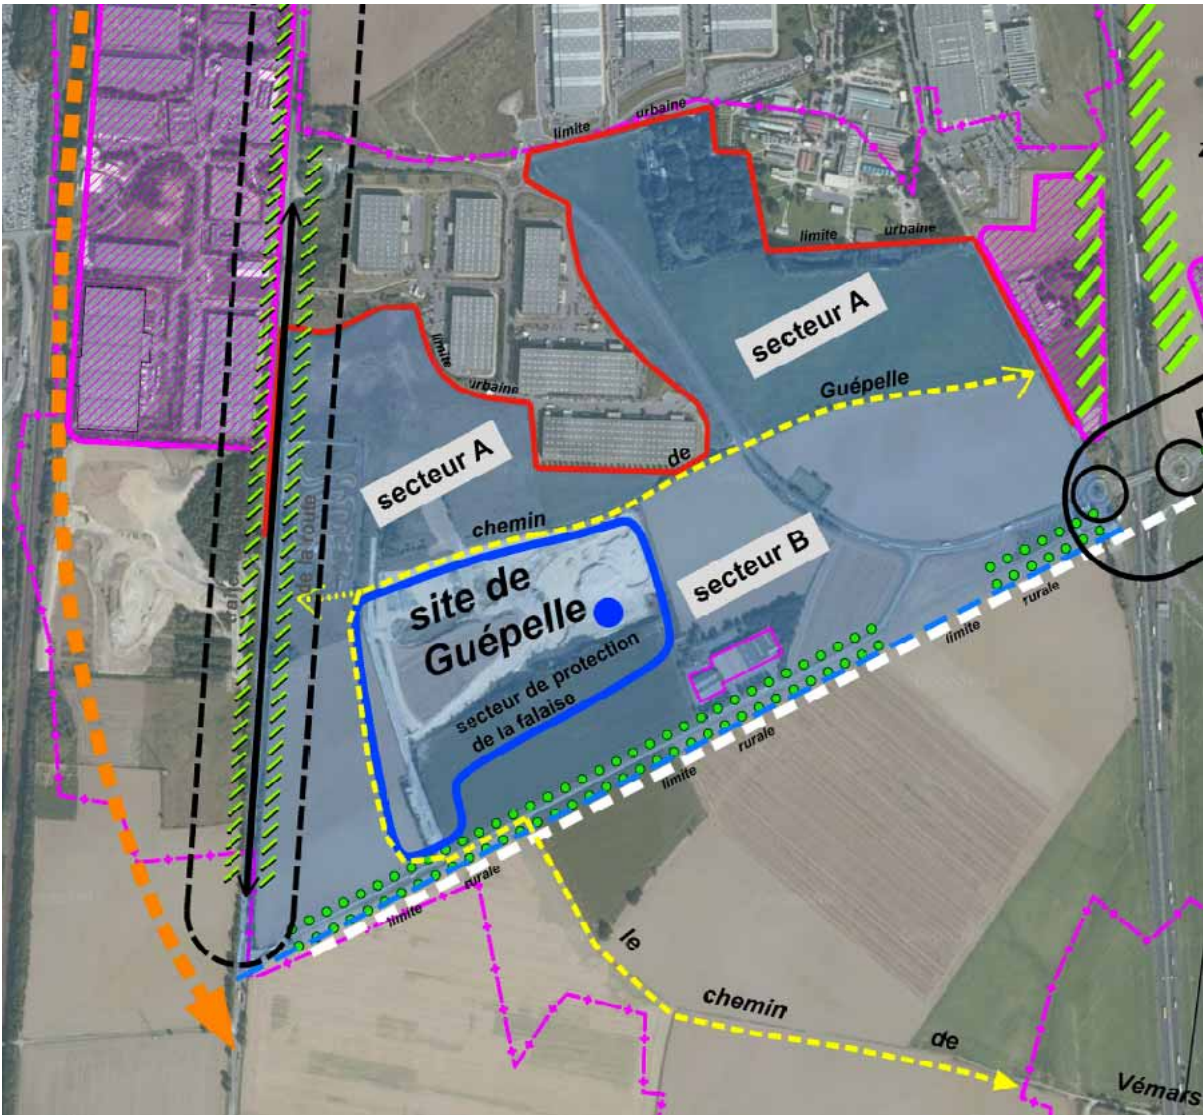 limite
urbaine
limite
urbaine
secteur A
limite
urbaine
Guépelle
secteur A
de
chemin
de la route
secteur B
site de
Guépelle
secteur de protection
de la falaise
rurale
limite
rurale
limite
rurale
limite
le
chemin
de
Vémars